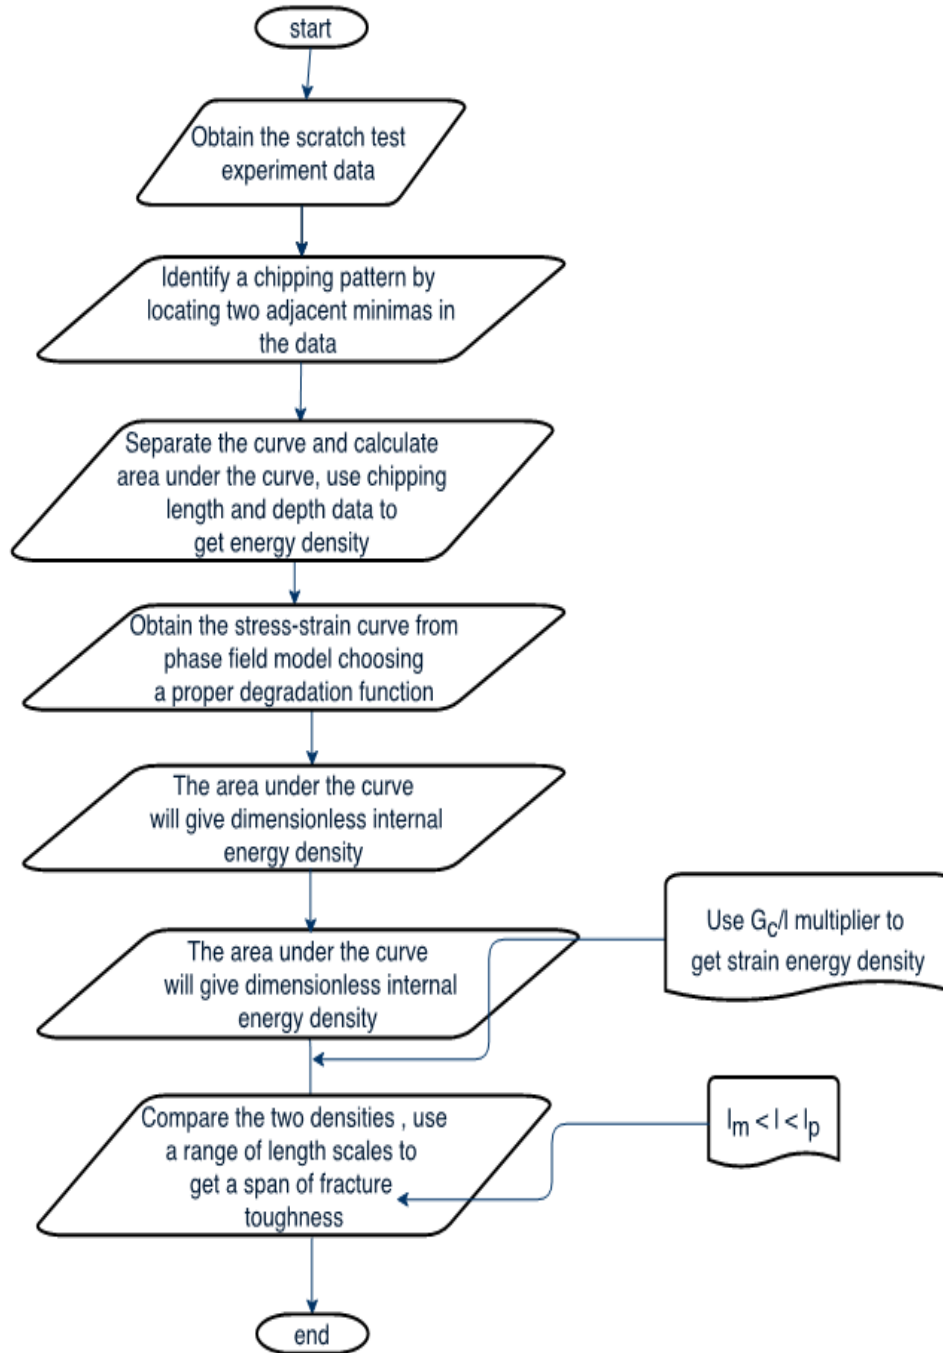 start
Obtain the scratch test
experiment data
Identify a chipping pattern by
locating two adjacent minimas in
the data
Separate the curve and calculate
area under the curve, use chipping
length and depth data to
get energy density
Obtain the stress-strain curve from
phase field model choosing
a proper degradation function
The area under the curve
will give dimensionless internal
energy density
The area under the curve
will give dimensionless internal
energy density
Use Gc/l multiplier to
get strain energy density
Compare the two densities , use
a range of length scales to
get a span of fracture
toughness
lm < l < lp
end